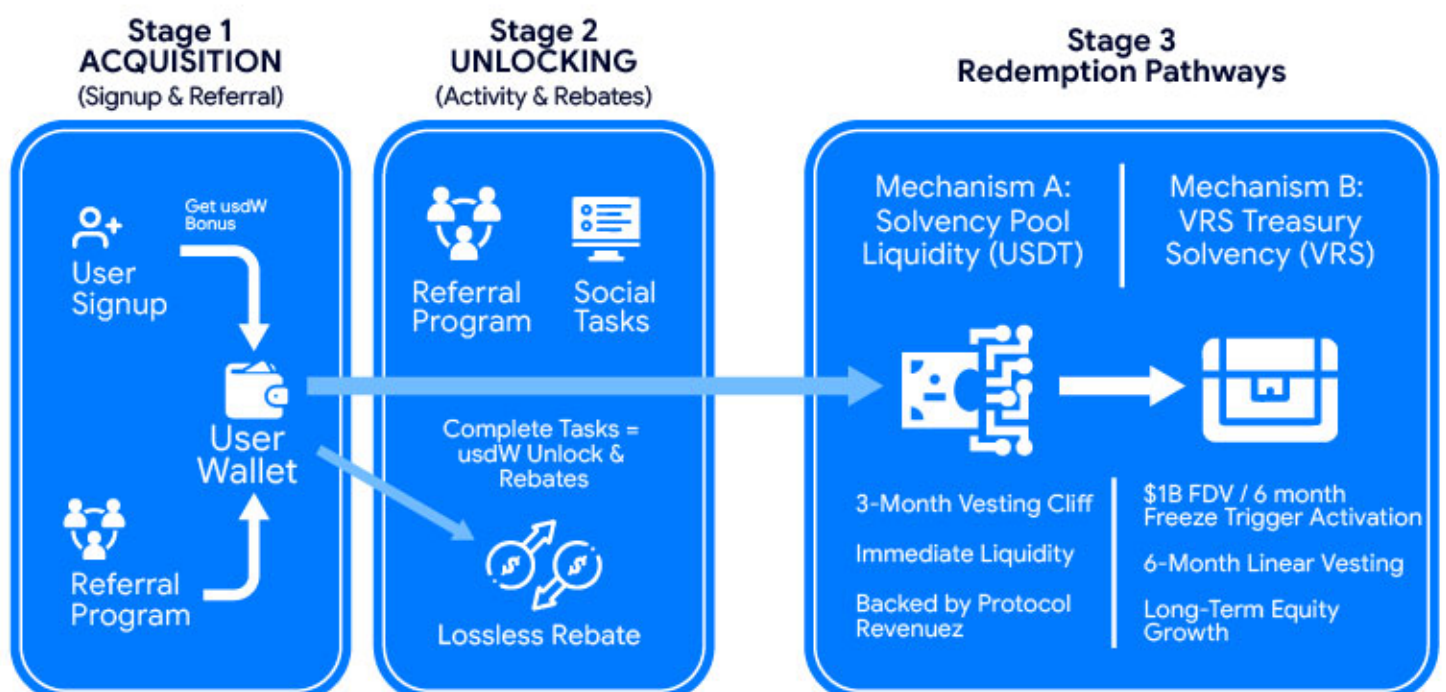 Stage 1
ACQUISITION
(Signup & Referral)
Get usdW
Bonus
User
Signup
User
Wallet
Referral
Program
Stage 2
UNLOCKING
(Activity & Rebates)
Referral
Program
Social
Tasks
Complete Tasks =
usdW Unlock &
Rebates
Lossless Rebate
Stage 3
Redemption Pathways
Mechanism A:
Solvency Pool
Liquidity (USDT)
3-Month Vesting Cliff
Immediate Liquidity
Backed by Protocol
Revenuez
Mechanism B:
VRS Treasury
Solvency (VRS)
$1B FDV / 6 month
Freeze Trigger Activation
6-Month Linear Vesting
Long-Term Equity
Growth